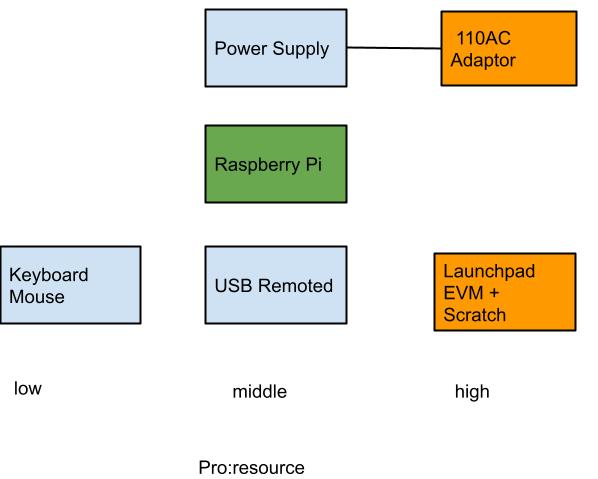 Power Supply
110AC
Adaptor
Raspberry Pi
Keyboard
Mouse
USB Remoted
Launchpad
EVM +
Scratch
low
middle
high
Pro:resource